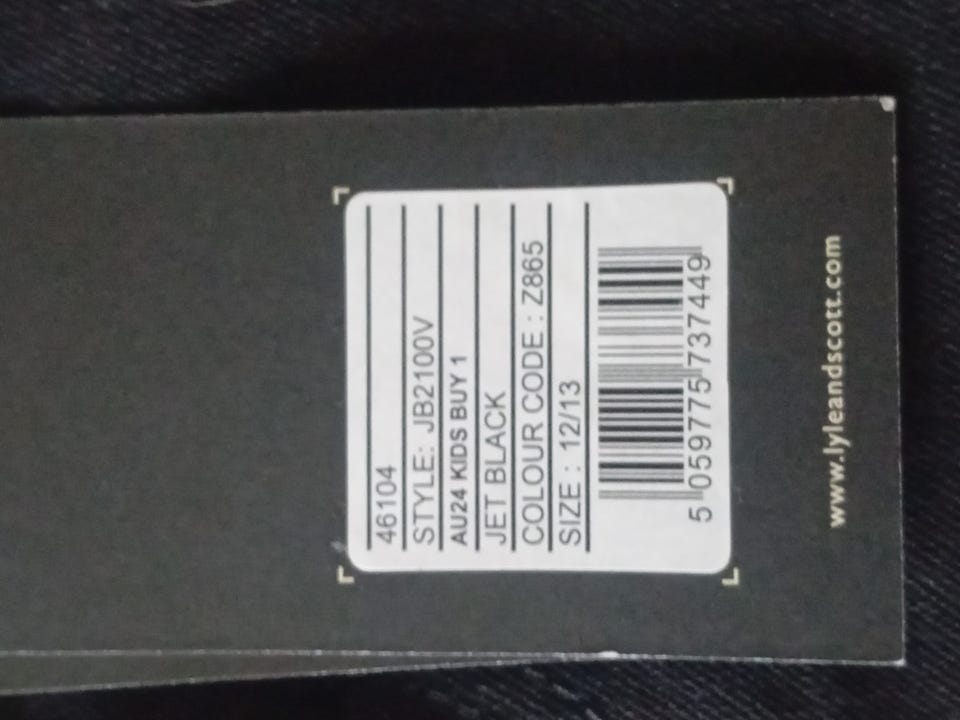 46104
STYLE: JB2100V
AU24 KIDS BUY 1
JET BLACK
COLOUR CODE : Z865
SIZE : 12/13
5 059775 737449
www.lyleandscott.com